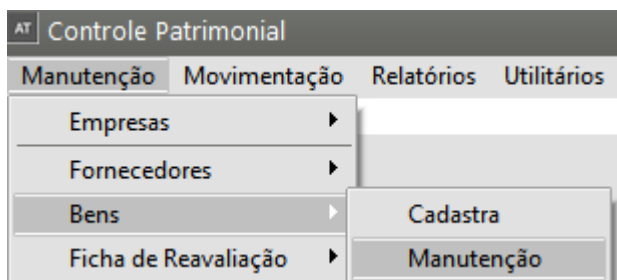 AT Controle Patrimonial
Manutenção Movimentação Relatórios Utilitários
Empresas
Fornecedores
Bens
Cadastra
Ficha de Reavaliação
Manutenção